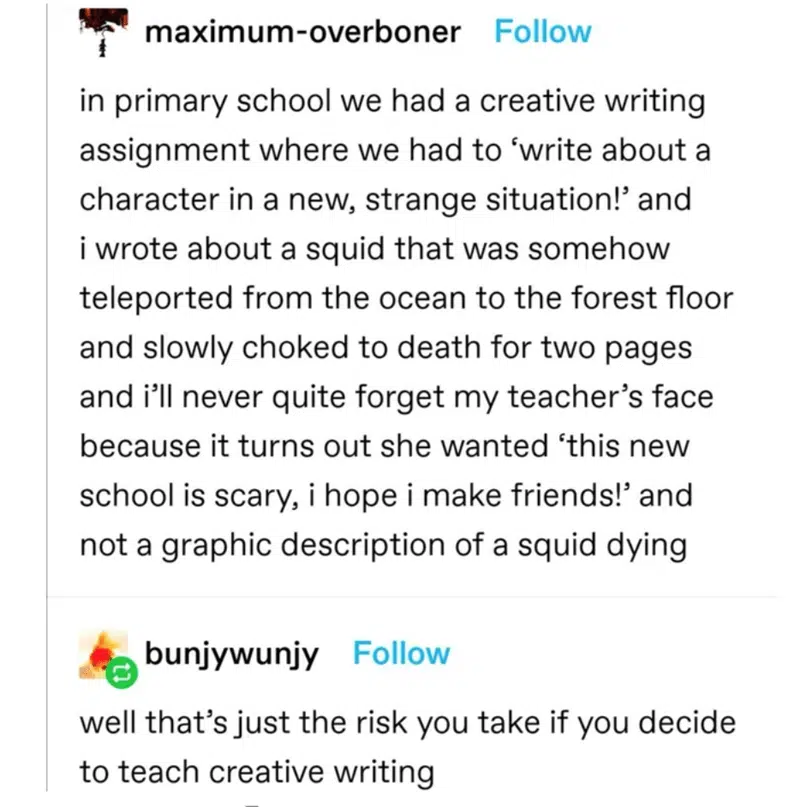 maximum-overboner Follow
in primary school we had a creative writing
assignment where we had to ‘write about a
character in a new, strange situation!’ and
i wrote about a squid that was somehow
teleported from the ocean to the forest floor
and slowly choked to death for two pages
and i’ll never quite forget my teacher’s face
because it turns out she wanted ‘this new
school is scary, i hope i make friends!’ and
not a graphic description of a squid dying
bunjywunjy Follow
well that’s just the risk you take if you decide
to teach creative writing